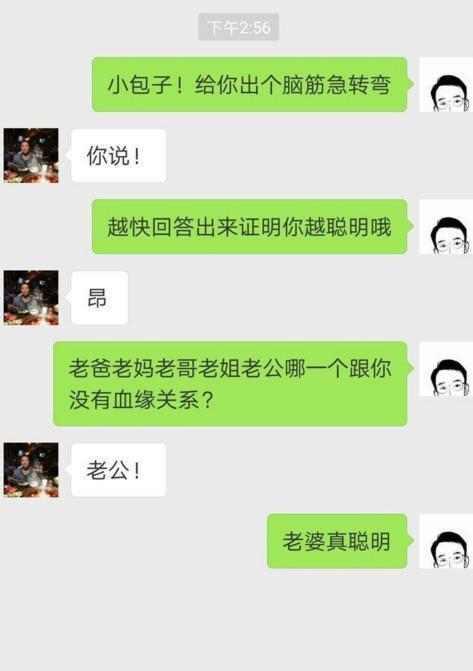 下午2:56
小包子！给你出个脑筋急转弯
你说！
越快回答出来证明你越聪明哦
昂
老爸老妈老哥老姐老公哪一个跟你
没有血缘关系？
老公！
老婆真聪明